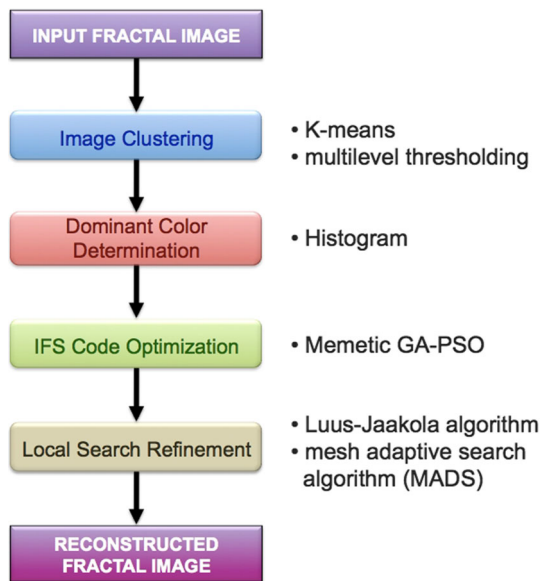 INPUT FRACTAL IMAGE
Image Clustering
• K-means
• multilevel thresholding
Dominant Color
Determination
• Histogram
IFS Code Optimization
• Memetic GA-PSO
Local Search Refinement
• Luus-Jaakola algorithm
• mesh adaptive search
algorithm (MADS)
RECONSTRUCTED
FRACTAL IMAGE